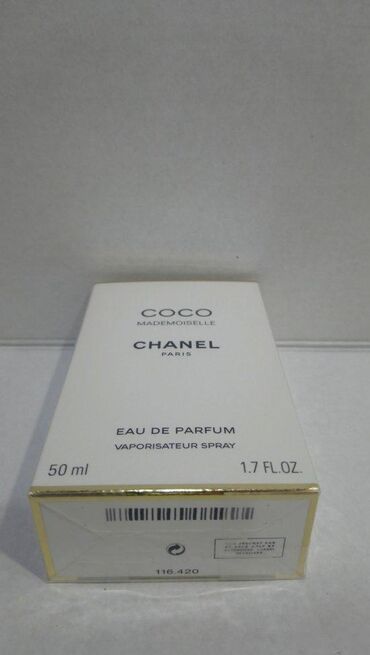 COCO
MADEMOISELLE
CHANEL
PARIS
EAU DE PARFUM
VAPORISATEUR SPRAY
50 ml 1.7 FL.OZ.
116.420